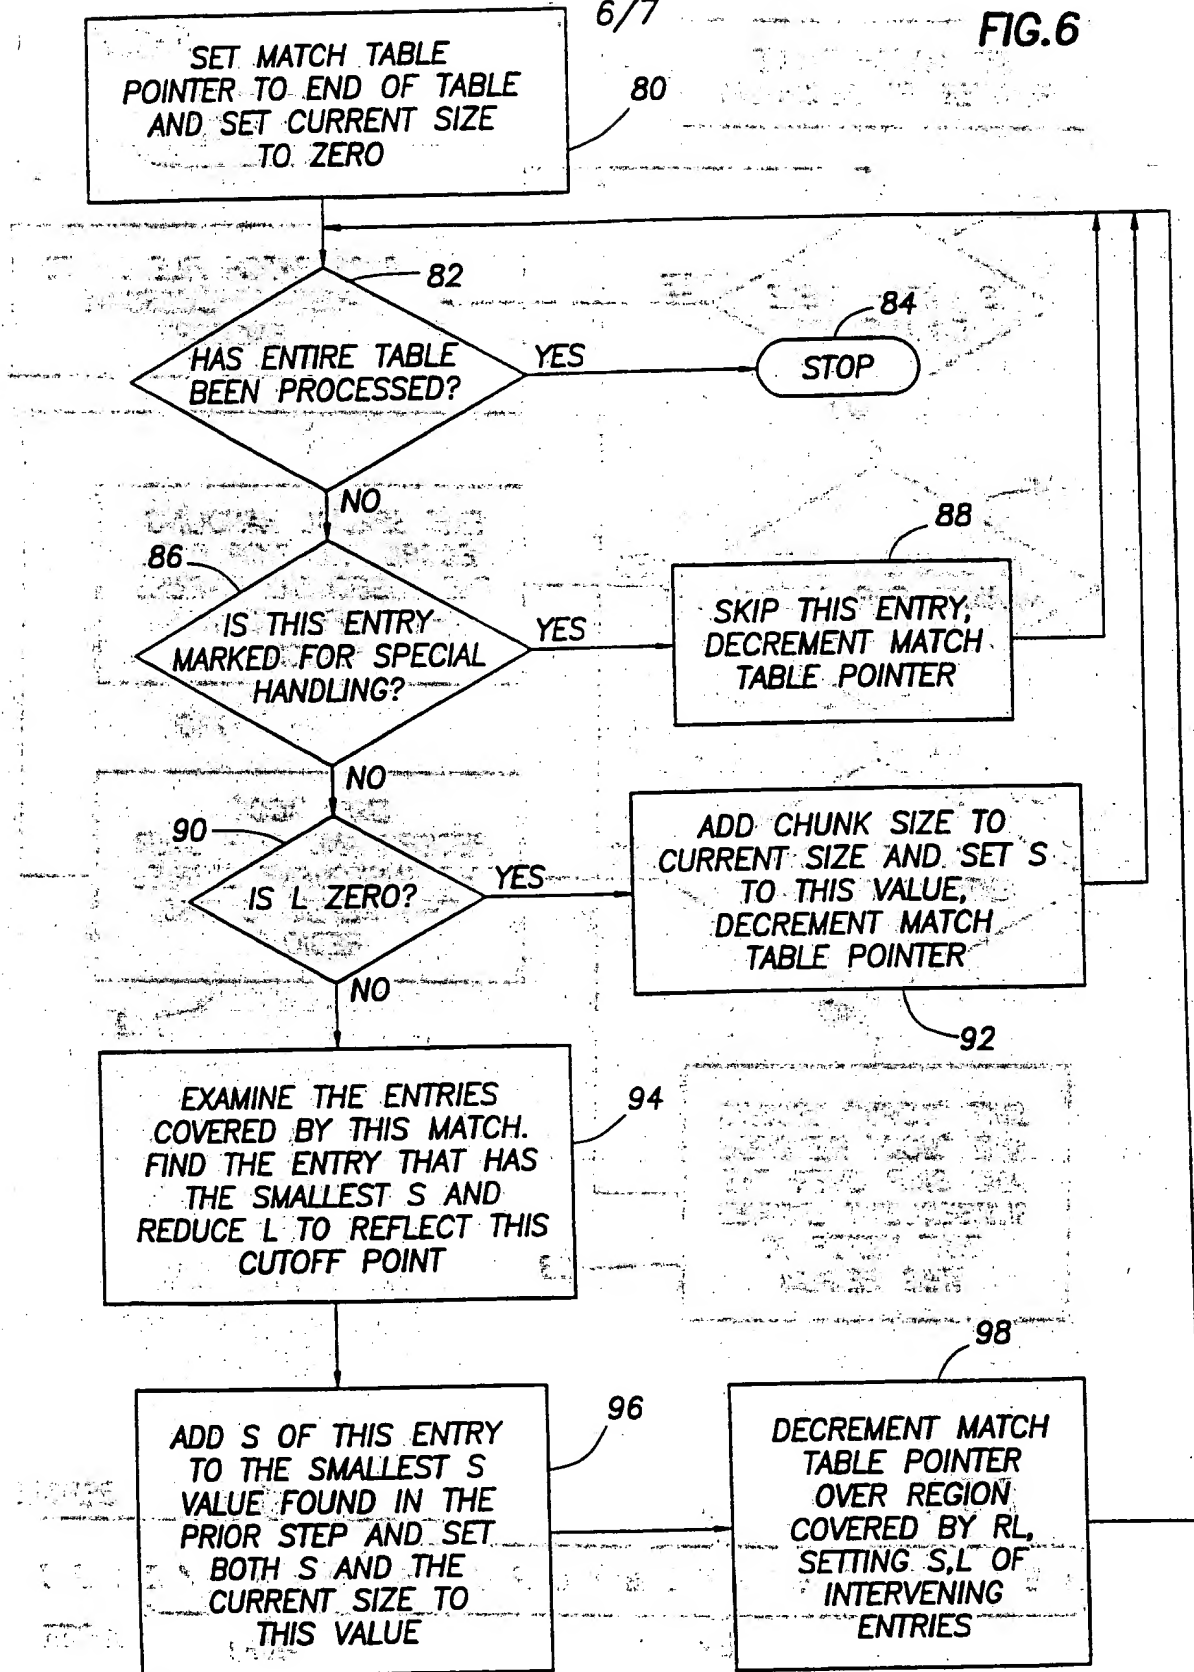 6/7
FIG.6
SET MATCH TABLE
POINTER TO END OF TABLE
AND SET CURRENT SIZE
TO ZERO
80
82
HAS ENTIRE TABLE
BEEN PROCESSED?
YES
84
STOP
NO
86
IS THIS ENTRY
MARKED FOR SPECIAL
HANDLING?
YES
88
SKIP THIS ENTRY,
DECREMENT MATCH
TABLE POINTER
NO
90
IS L ZERO?
YES
ADD CHUNK SIZE TO
CURRENT SIZE AND SET S
TO THIS VALUE,
DECREMENT MATCH
TABLE POINTER
92
NO
EXAMINE THE ENTRIES
COVERED BY THIS MATCH.
FIND THE ENTRY THAT HAS
THE SMALLEST S AND
REDUCE L TO REFLECT THIS
CUTOFF POINT
94
ADD S OF THIS ENTRY
TO THE SMALLEST S
VALUE FOUND IN THE
PRIOR STEP AND SET
BOTH S AND THE
CURRENT SIZE TO
THIS VALUE
96
98
DECREMENT MATCH
TABLE POINTER
OVER REGION
COVERED BY RL,
SETTING S,L OF
INTERVENING
ENTRIES